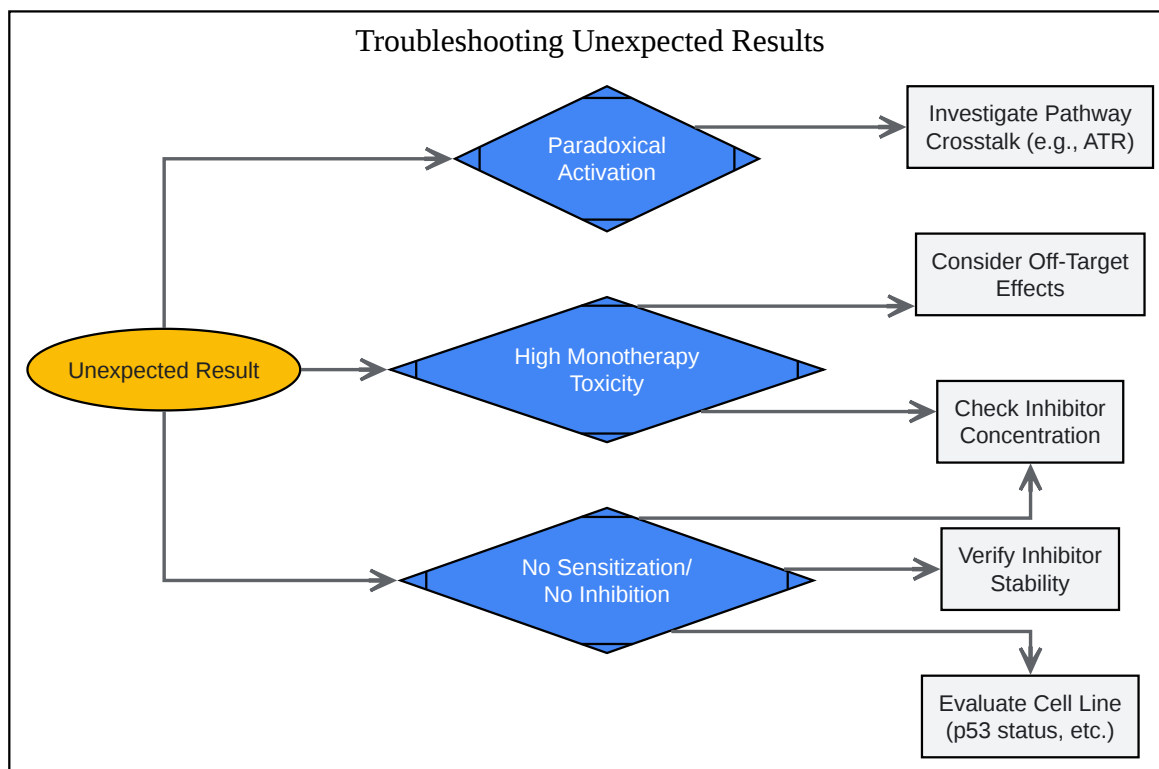 Troubleshooting Unexpected Results
Paradoxical
Activation
Investigate Pathway
Crosstalk (e.g., ATR)
Consider Off-Target
Effects
Unexpected Result
High Monotherapy
Toxicity
Check Inhibitor
Concentration
No Sensitization/
No Inhibition
Verify Inhibitor
Stability
Evaluate Cell Line
(p53 status, etc.)